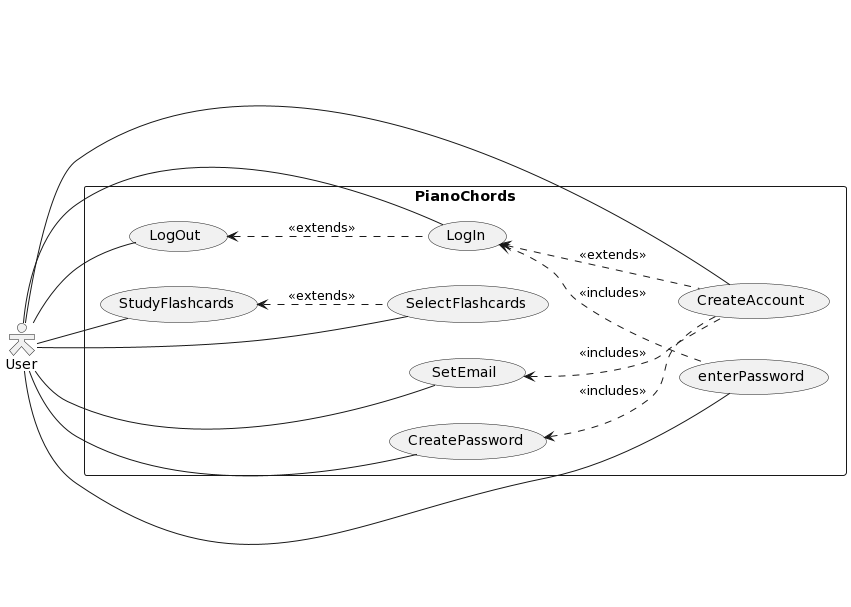 PianoChords
LogOut
«extends»
LogIn
«extends»
StudyFlashcards
«extends»
SelectFlashcards
«includes»
CreateAccount
User
SetEmail
«includes»
enterPassword
«includes»
CreatePassword